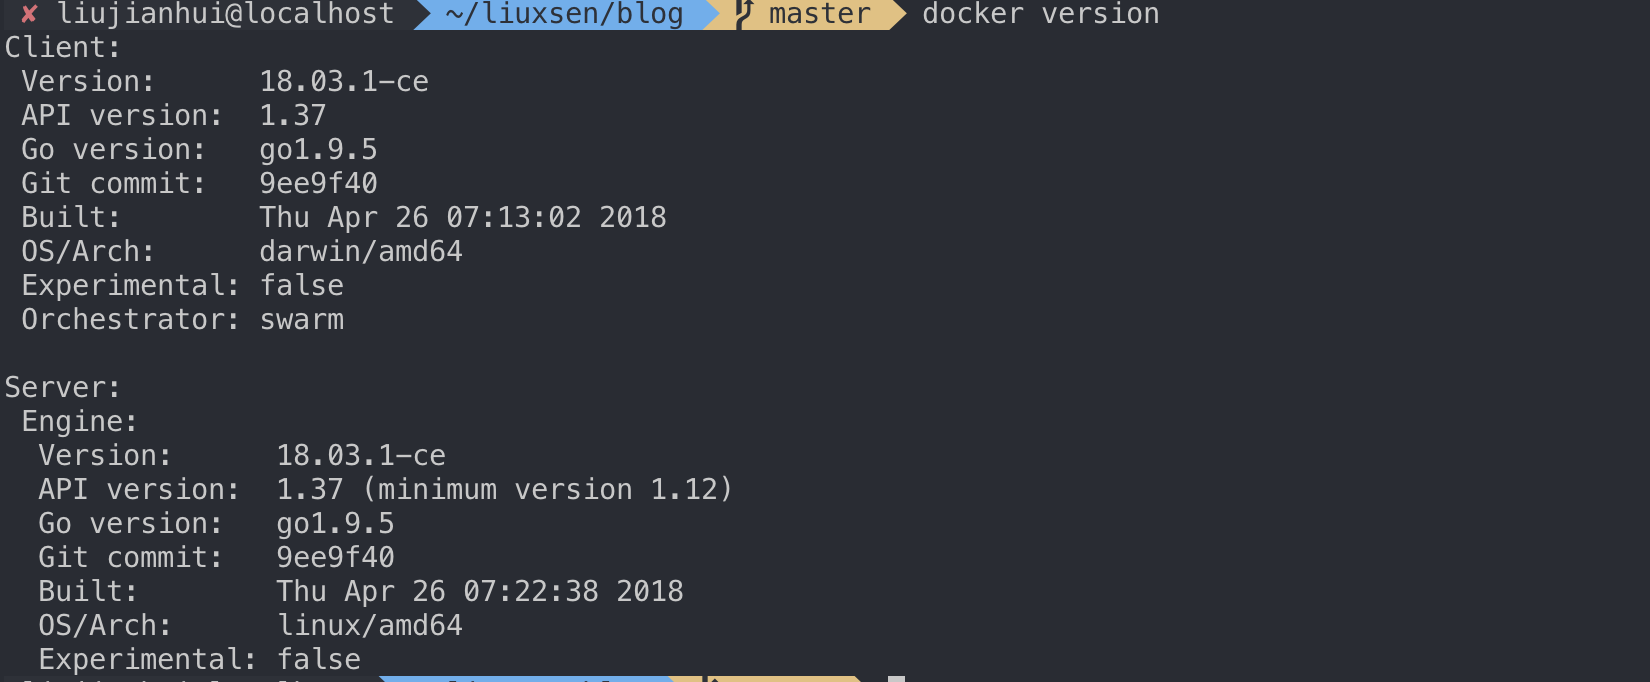 ✘ liujianhui@localhost ~/liuxsen/blog master docker version
Client:
Version: 18.03.1-ce
API version: 1.37
Go version: go1.9.5
Git commit: 9ee9f40
Built: Thu Apr 26 07:13:02 2018
OS/Arch: darwin/amd64
Experimental: false
Orchestrator: swarm
Server:
Engine:
Version: 18.03.1-ce
API version: 1.37 (minimum version 1.12)
Go version: go1.9.5
Git commit: 9ee9f40
Built: Thu Apr 26 07:22:38 2018
OS/Arch: linux/amd64
Experimental: false